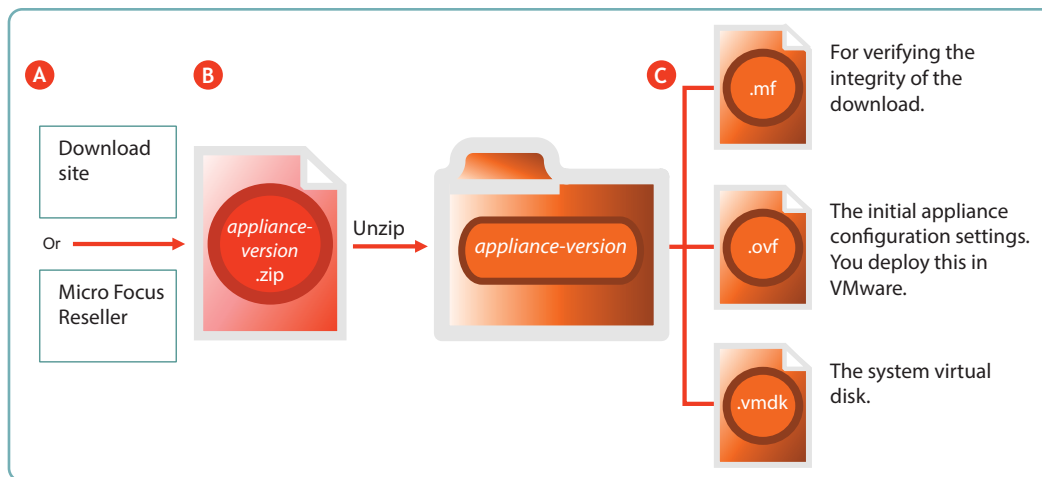 A
B
C
Download
site
Or
Micro Focus
Reseller
appliance-
version
.zip
Unzip
appliance-version
.mf
For verifying the
integrity of the
download.
.ovf
The initial appliance
configuration settings.
You deploy this in
VMware.
.vmdk
The system virtual
disk.